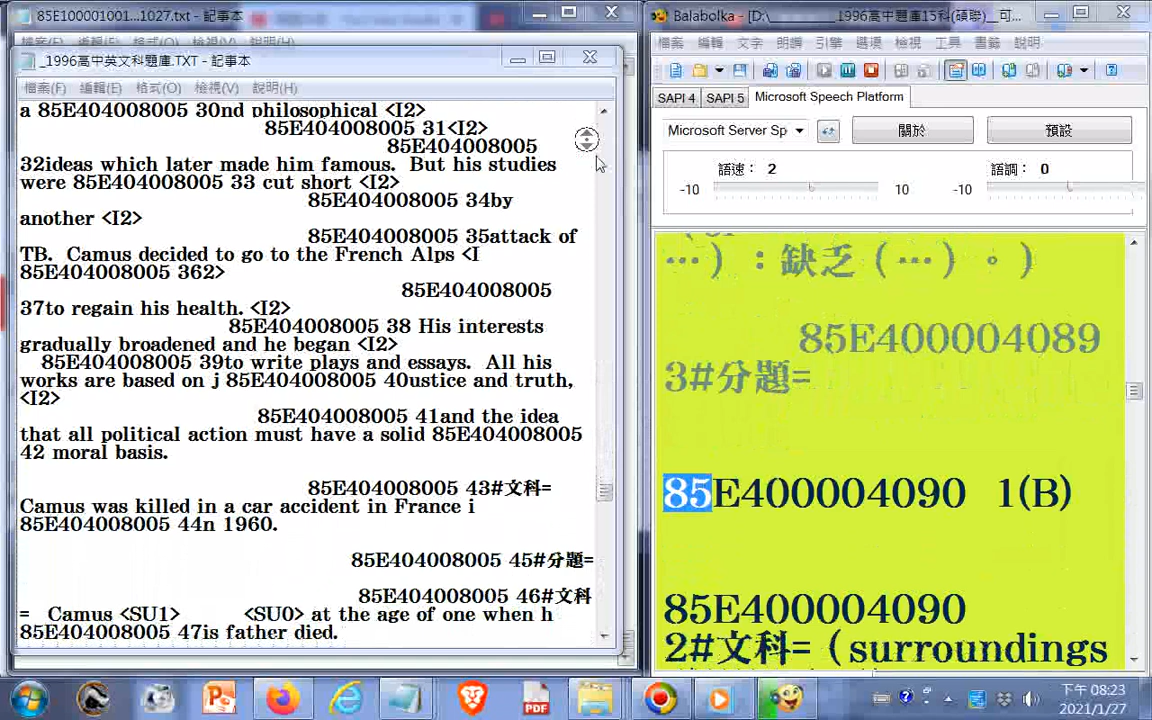 85E100001001...1027.txt - 記事本
_1996高中英文科題庫.TXT - 記事本
檔案(F) 編輯(E) 格式(O) 檢視(V) 說明(H)
a 85E404008005 30nd philosophical <I2>
85E404008005 31<I2>
85E404008005
32ideas which later made him famous.  But his studies
were 85E404008005 33 cut short <I2>
85E404008005 34by
another <I2>
85E404008005 35attack of
TB.  Camus decided to go to the French Alps <I
85E404008005 362>
85E404008005
37to regain his health. <I2>
85E404008005 38 His interests
gradually broadened and he began <I2>
85E404008005 39to write plays and essays.  All his
works are based on j 85E404008005 40ustice and truth,
<I2>
85E404008005 41and the idea
that all political action must have a solid 85E404008005
42 moral basis.
85E404008005 43#文科=
Camus was killed in a car accident in France i
85E404008005 44n 1960.
85E404008005 45#分題=
85E404008005 46#文科
=  Camus <SU1>  <SU0> at the age of one when h
85E404008005 47is father died.
Balabolka - [D:\________1996高中題庫15科(碩聯)__可...
檔案 編輯 文字 朗讀 引擎 選項 檢視 工具 書籤 說明
SAPI 4 SAPI 5 Microsoft Speech Platform
Microsoft Server Sp 關於 預設
語速： 2 語調： 0
-10 10 -10
…）：缺乏（…）。）
85E400004089
3#分題=
85E400004090  1(B)
85E400004090
2#文科=（surroundings
PDF
下午 08:23
2021/1/27